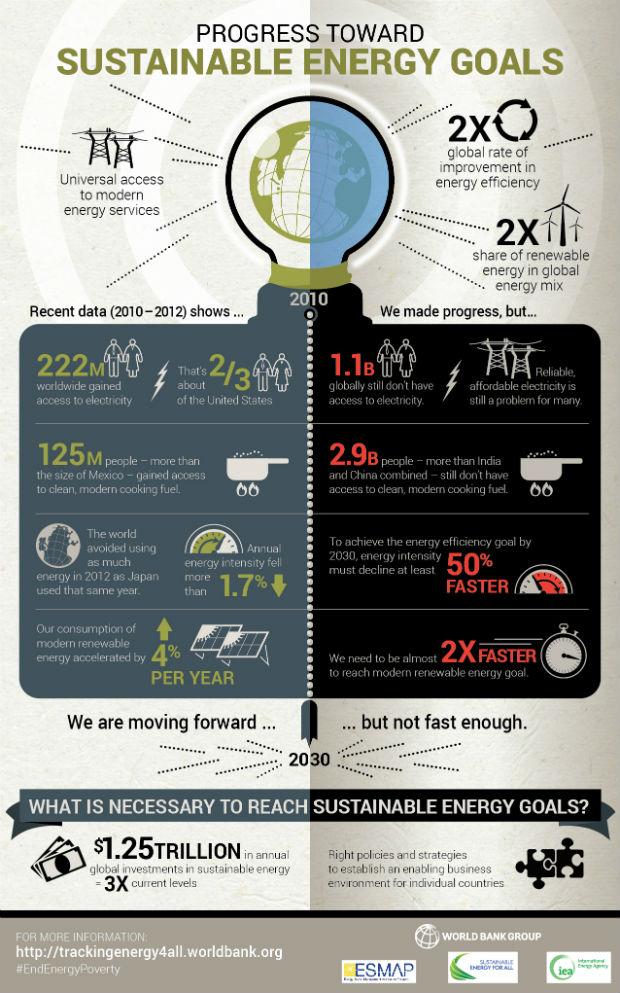 PROGRESS TOWARD
SUSTAINABLE ENERGY GOALS
Universal access
to modern
energy services
2X
global rate of
improvement in
energy efficiency
2X
share of renewable
energy in global
energy mix
2010
Recent data (2010–2012) shows ...
We made progress, but...
222M
worldwide gained
access to electricity
That's
about
2/3
of the United States
1.1B
globally still don't have
access to electricity.
Reliable,
affordable electricity is
still a problem for many.
125M people – more than
the size of Mexico – gained access
to clean, modern cooking fuel.
2.9B people – more than India
and China combined – still don't have
access to clean, modern cooking fuel.
The world
avoided using
as much
energy in 2012 as Japan
used that same year.
Annual
energy intensity fell
more
than 1.7%
To achieve the energy efficiency goal by
2030, energy intensity
must decline at least 50%
FASTER
Our consumption of
modern renewable
energy accelerated by 4%
PER YEAR
We need to be almost 2X FASTER
to reach modern renewable energy goal.
We are moving forward ...
... but not fast enough.
2030
WHAT IS NECESSARY TO REACH SUSTAINABLE ENERGY GOALS?
$1.25TRILLION in annual
global investments in sustainable energy
= 3X current levels
Right policies and strategies
to establish an enabling business
environment for individual countries
FOR MORE INFORMATION:
http://trackingenergy4all.worldbank.org
#EndEnergyPoverty
WORLD BANK GROUP
ESMAP
SUSTAINABLE
ENERGY FOR ALL
iea
International
Energy Agency